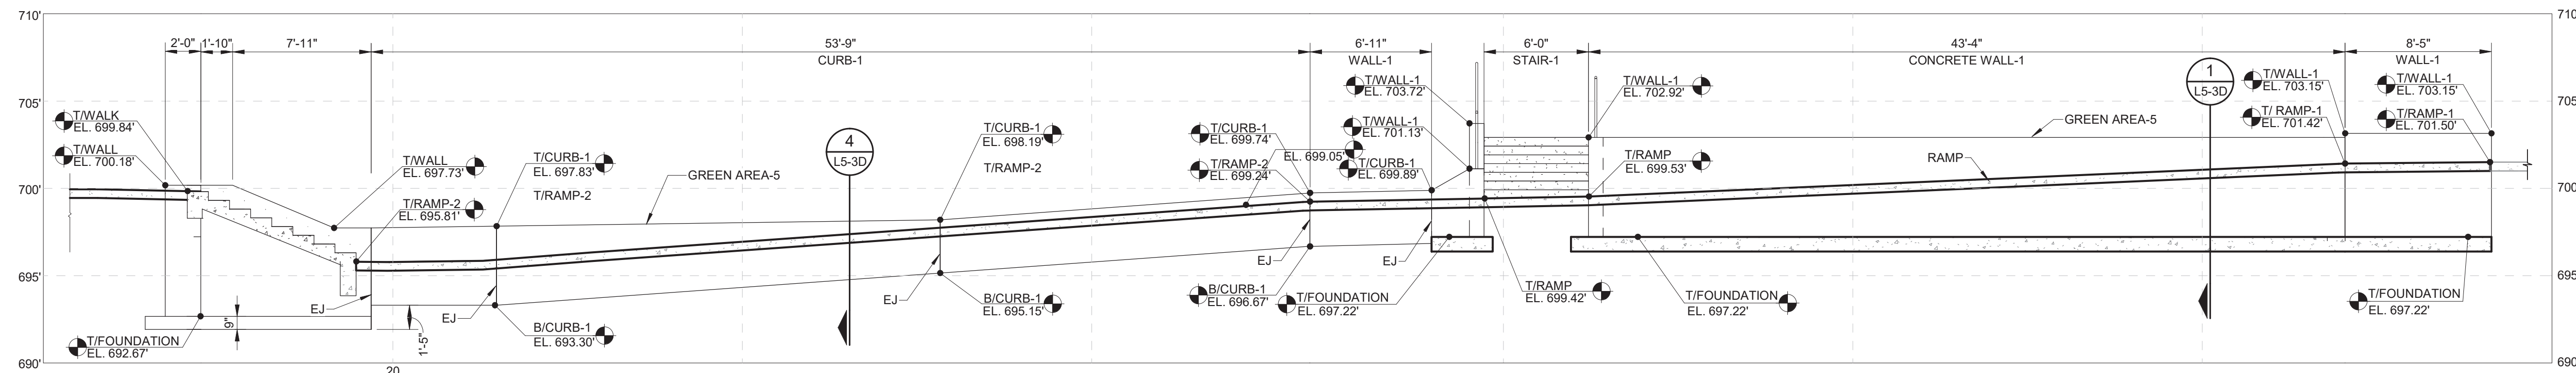 710'
710'
2'-0"
1'-10"
7'-11"
53'-9"
CURB-1
6'-11"
WALL-1
6'-0"
STAIR-1
43'-4"
CONCRETE WALL-1
8'-5"
WALL-1
705'
705'
T/WALK
EL. 699.84'
T/WALL
EL. 700.18'
T/WALL
EL. 697.73'
T/RAMP-2
EL. 695.81'
T/CURB-1
EL. 697.83'
T/RAMP-2
GREEN AREA-5
4
L5-3D
T/CURB-1
EL. 698.19'
T/RAMP-2
T/CURB-1
EL. 699.74'
T/RAMP-2
EL. 699.24'
EL. 699.05'
T/WALL-1
EL. 703.72'
T/WALL-1
EL. 701.13'
T/CURB-1
EL. 699.89'
T/WALL-1
EL. 702.92'
T/RAMP
EL. 699.53'
RAMP
GREEN AREA-5
1
L5-3D
T/WALL-1
EL. 703.15'
T/ RAMP-1
EL. 701.42'
T/WALL-1
EL. 703.15'
T/RAMP-1
EL. 701.50'
700'
700
695'
695
EJ
EJ
EJ
EJ
EJ
9"
1'-5"
T/FOUNDATION
EL. 692.67'
B/CURB-1
EL. 693.30'
B/CURB-1
EL. 695.15'
B/CURB-1
EL. 696.67'
T/FOUNDATION
EL. 697.22'
T/RAMP
EL. 699.42'
T/FOUNDATION
EL. 697.22'
T/FOUNDATION
EL. 697.22'
690'
690
20